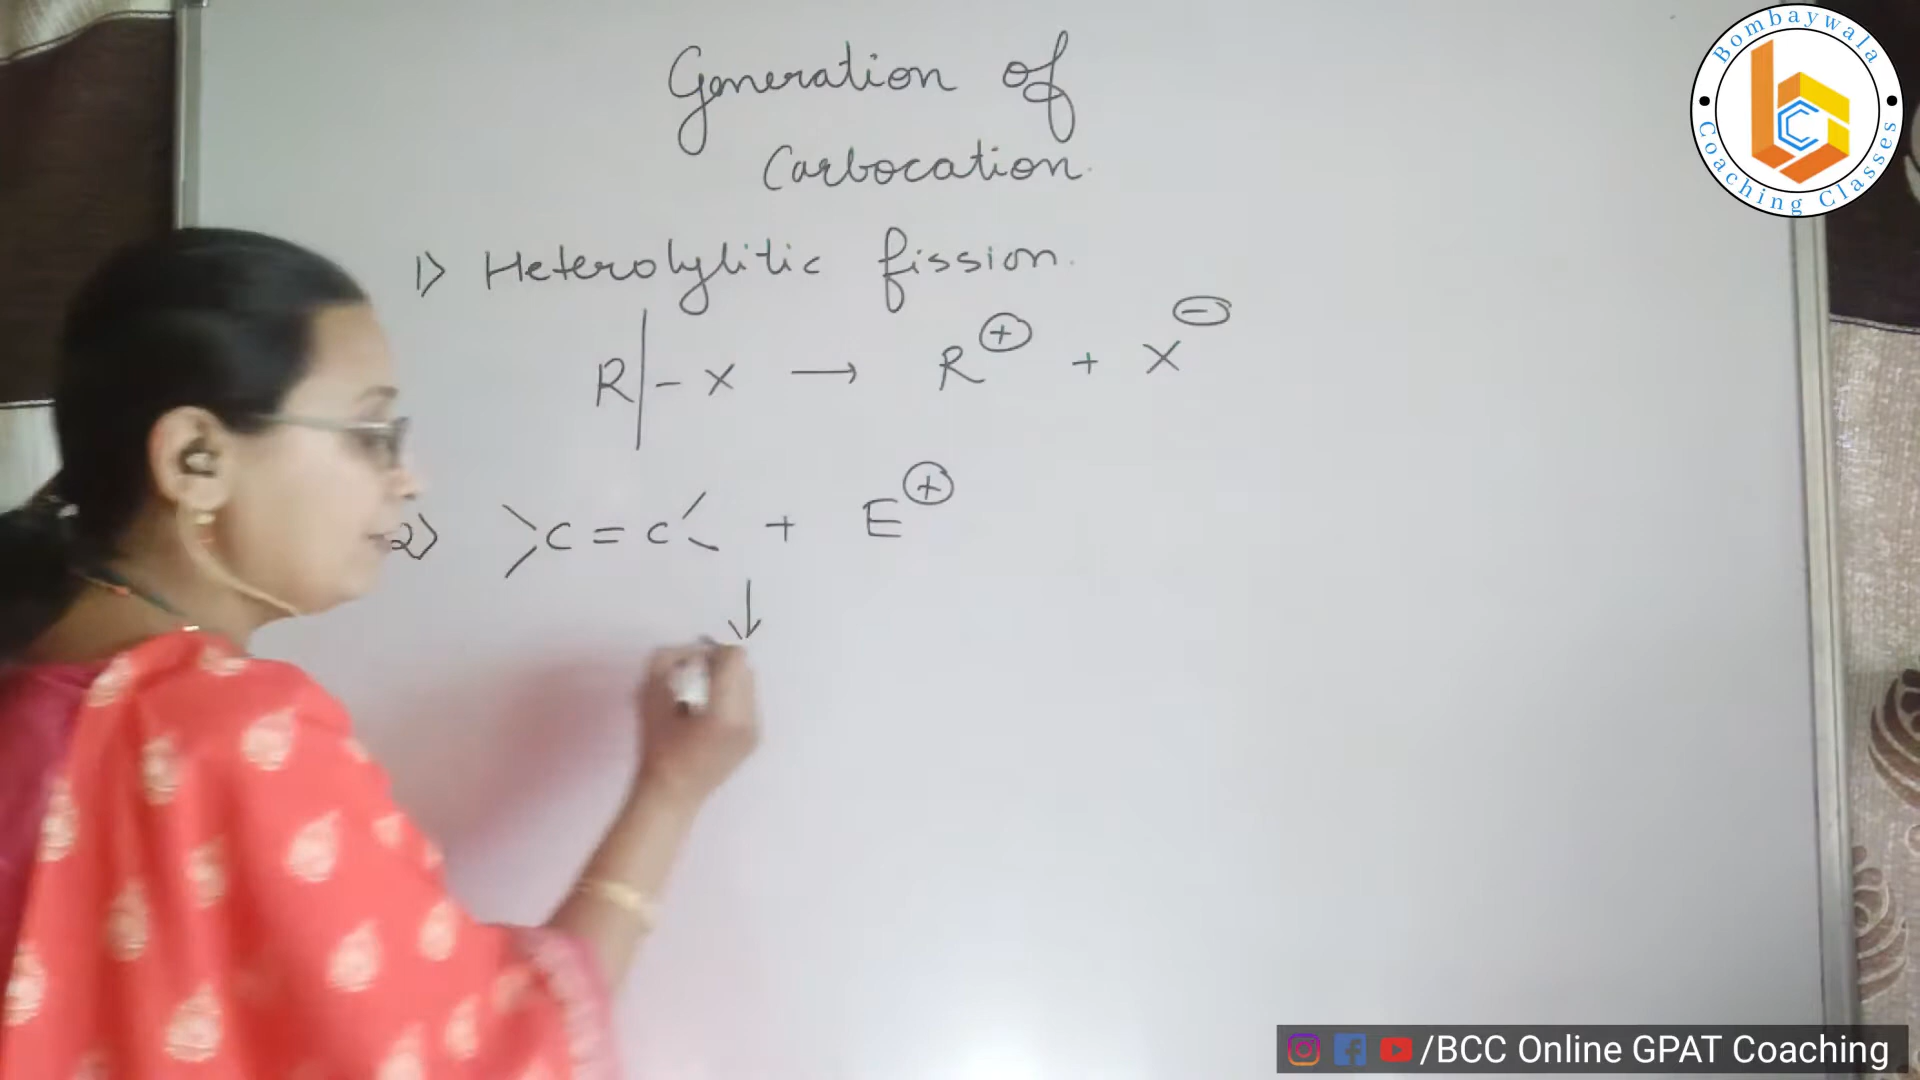 Generation of
Carbocation.
1) Heterolylitic fission.
R|- x → R⊕ + X⊖
2) >C = C< + E⊕
↓
Bombaywala
Coaching Classes
/BCC Online GPAT Coaching